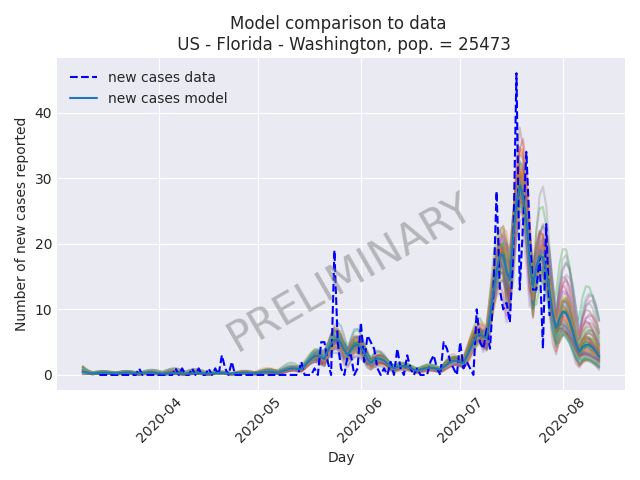 Model comparison to data
US - Florida - Washington, pop. = 25473
new cases data
new cases model
PRELIMINARY
Number of new cases reported
40
30
20
10
0
2020-04
2020-05
2020-06
2020-07
2020-08
Day